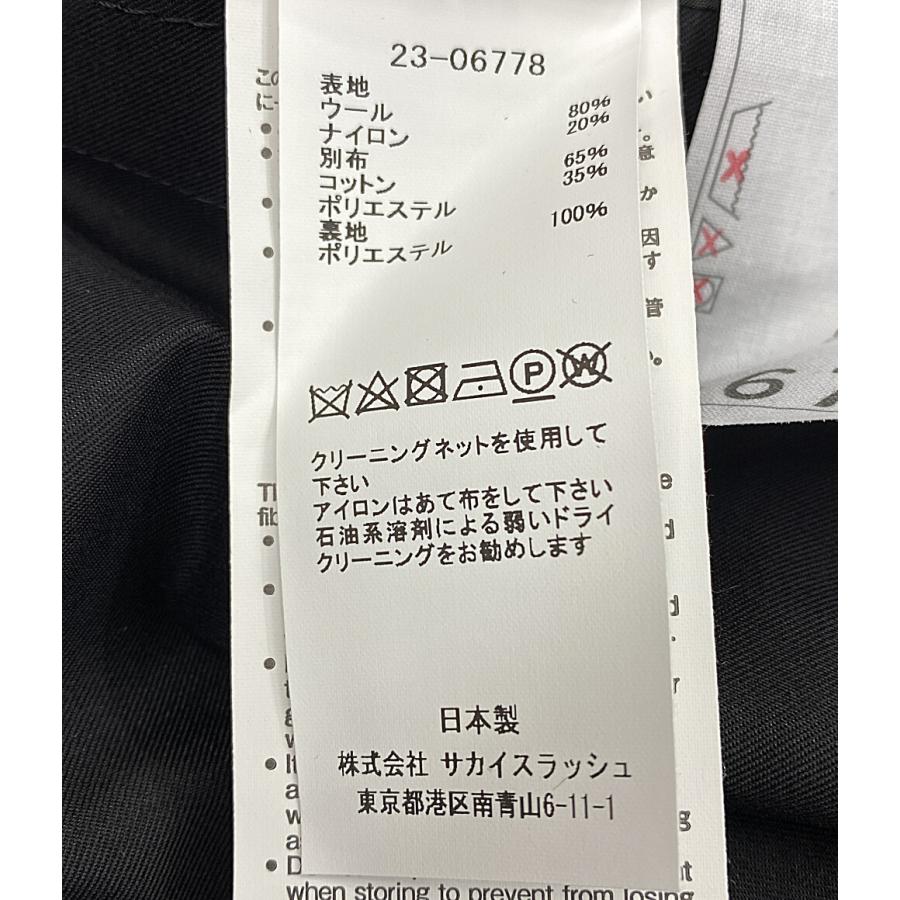 23-06778
表地
ウール 80%
ナイロン 20%
別布
コットン 65%
ポリエステル 35%
裏地
ポリエステル 100%
P
W
クリーニングネットを使用して
下さい
アイロンはあて布をして下さい
石油系溶剤による弱いドライ
クリーニングをお勧めします
日本製
株式会社 サカイスラッシュ
東京都港区南青山6-11-1
when storing to prevent from losing